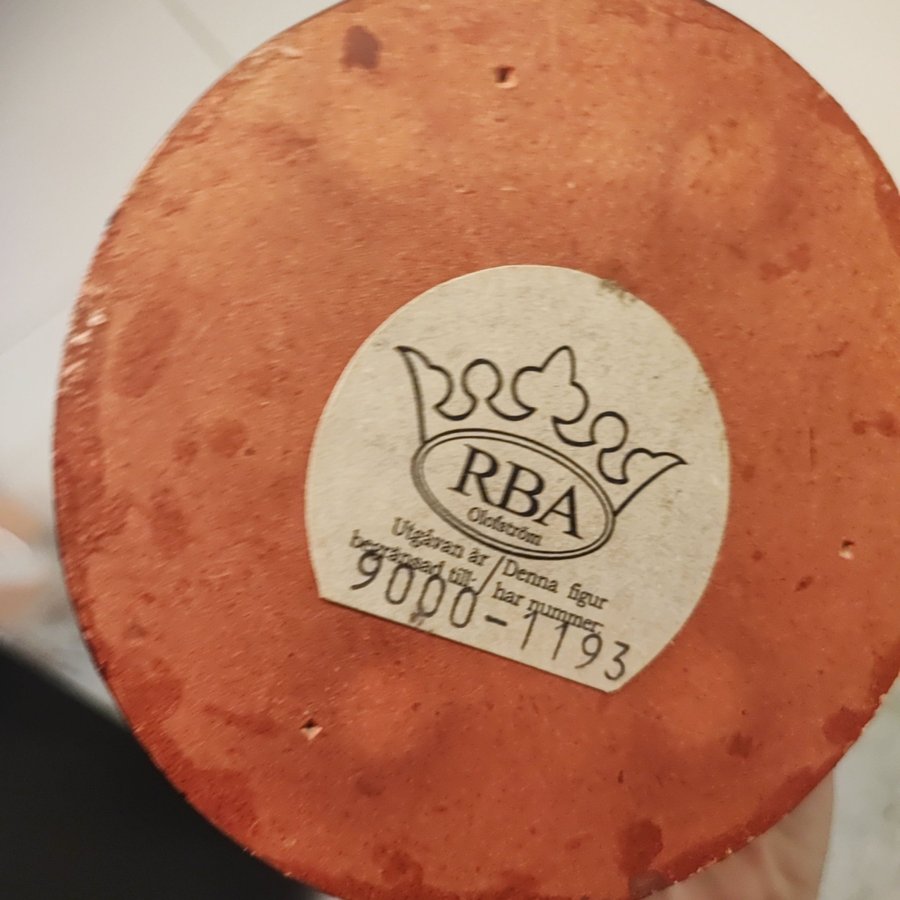 RBA
Olofström
Utgåvan är / Denna figur
begränsad till: / har nummer:
9000-1193